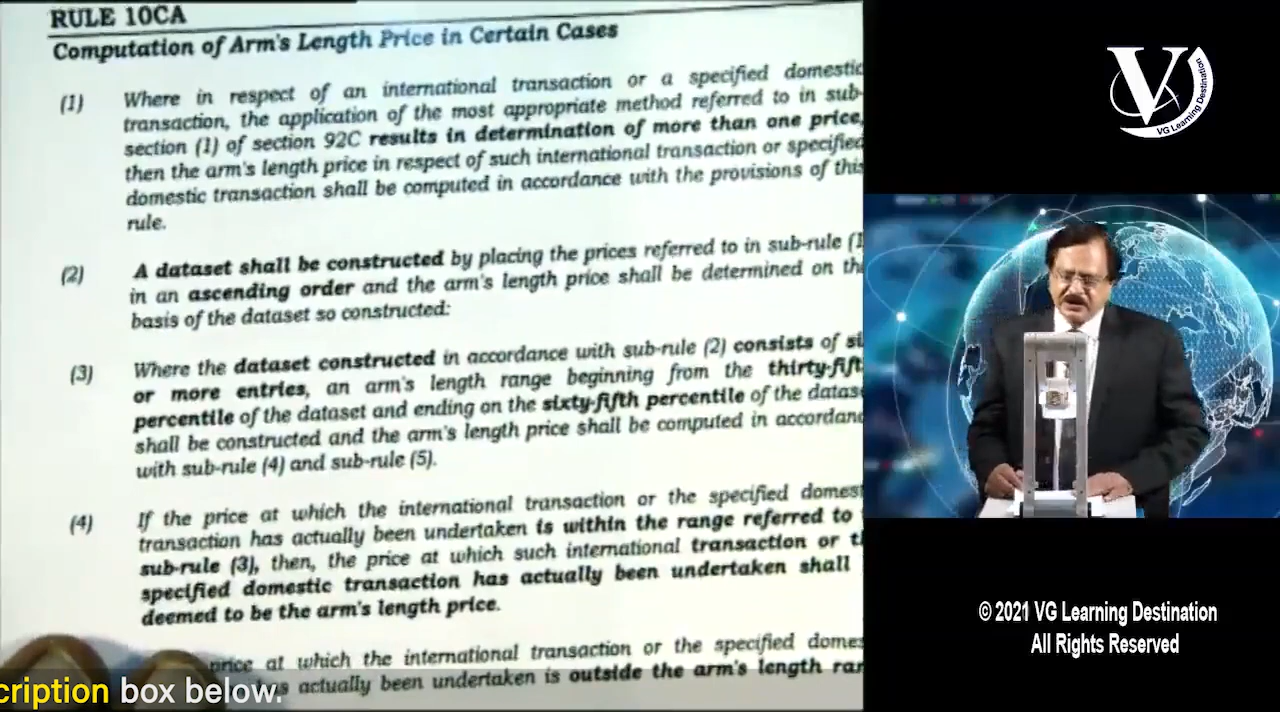 RULE 10CA
Computation of Arm's Length Price in Certain Cases
(1) Where in respect of an international transaction or a specified domestic
transaction, the application of the most appropriate method referred to in sub-
section (1) of section 92C results in determination of more than one price,
then the arm's length price in respect of such international transaction or specified
domestic transaction shall be computed in accordance with the provisions of this
rule.
(2) A dataset shall be constructed by placing the prices referred to in sub-rule (1
in an ascending order and the arm's length price shall be determined on the
basis of the dataset so constructed:
(3) Where the dataset constructed in accordance with sub-rule (2) consists of
or more entries, an arm's length range beginning from the
percentile of the dataset and ending on the sixty-fifth percentile of the
shall be constructed and the arm's length price shall be computed in
with sub-rule (4) and sub-rule (5).
(4) If the price at which the international transaction or the specified
transaction has actually been undertaken is within the range referred to
sub-rule (3), then, the price at which such international transaction or
specified domestic transaction has actually been undertaken shall
deemed to be the arm's length price.
price at which the international transaction or the specified
actually been undertaken is outside the arm's length
box below.
V
VG Learning Destination
© 2021 VG Learning Destination
All Rights Reserved